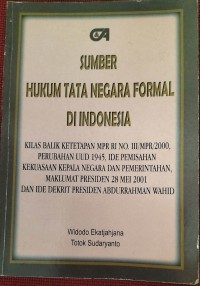 CA
SUMBER
HUKUM TATA NEGARA FORMAL
DI INDONESIA
KILAS BALIK KETETAPAN MPR RI NO. III/MPR/2000,
PERUBAHAN UUD 1945, IDE PEMISAHAN
KEKUASAAN KEPALA NEGARA DAN PEMERINTAHAN,
MAKLUMAT PRESIDEN 28 MEI 2001
DAN IDE DEKRIT PRESIDEN ABDURRAHMAN WAHID
Widodo Ekatjahjana
Totok Sudaryanto